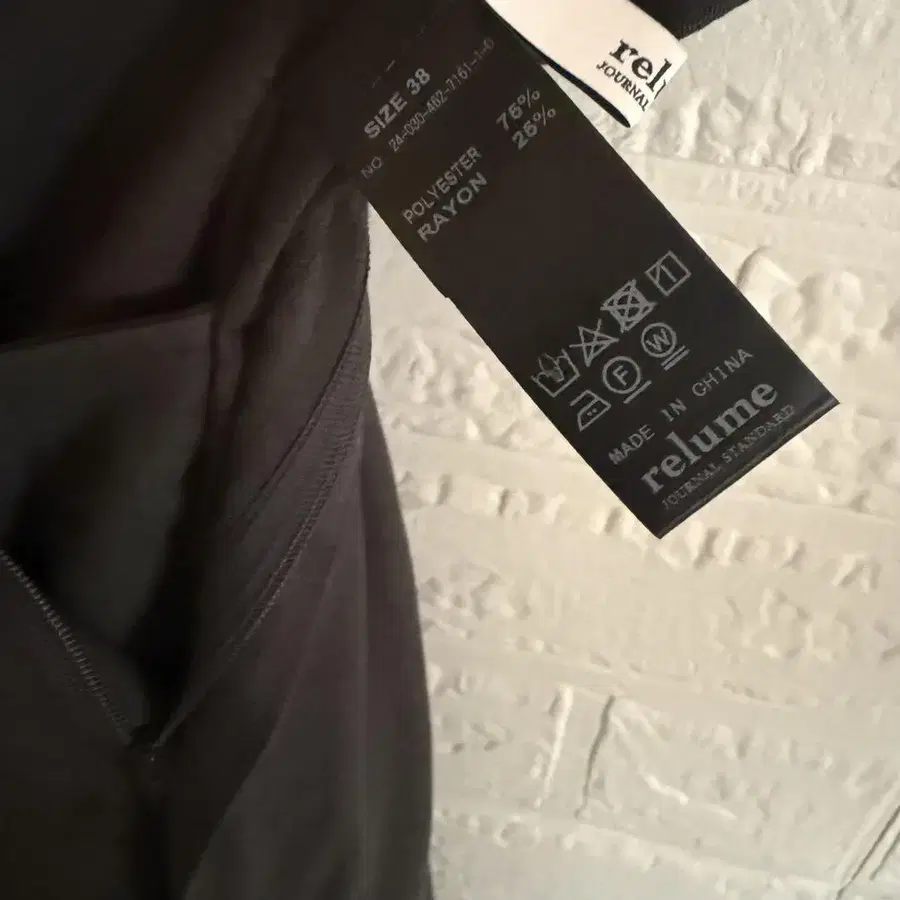 rel
JOURNAL
SIZE 38
NO 24-030-462-7161-1-0
POLYESTER 75%
RAYON 25%
F W
MADE IN CHINA
relume
JOURNAL STANDARD